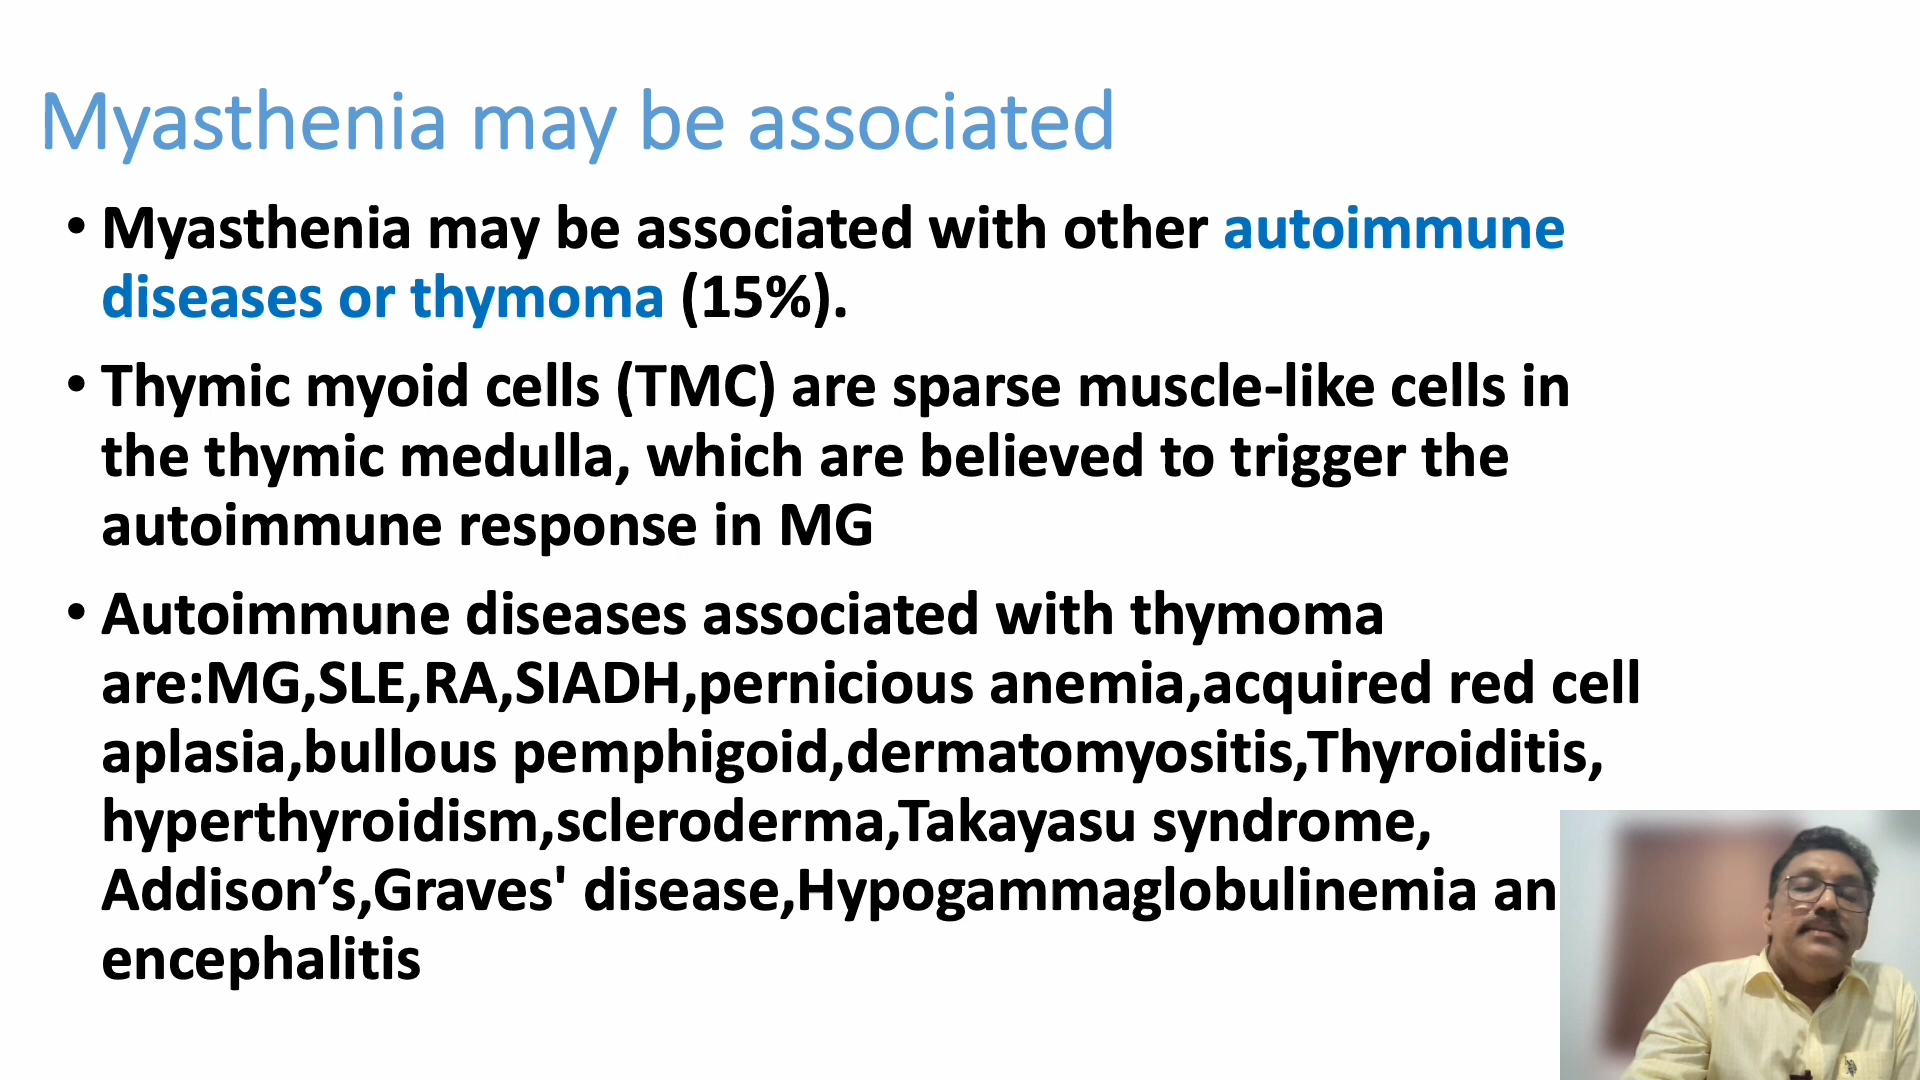 Myasthenia may be associated
• Myasthenia may be associated with other autoimmune
diseases or thymoma (15%).
• Thymic myoid cells (TMC) are sparse muscle-like cells in
the thymic medulla, which are believed to trigger the
autoimmune response in MG
• Autoimmune diseases associated with thymoma
are:MG,SLE,RA,SIADH,pernicious anemia,acquired red cell
aplasia,bullous pemphigoid,dermatomyositis,Thyroiditis,
hyperthyroidism,scleroderma,Takayasu syndrome,
Addison’s,Graves' disease,Hypogammaglobulinemia an
encephalitis